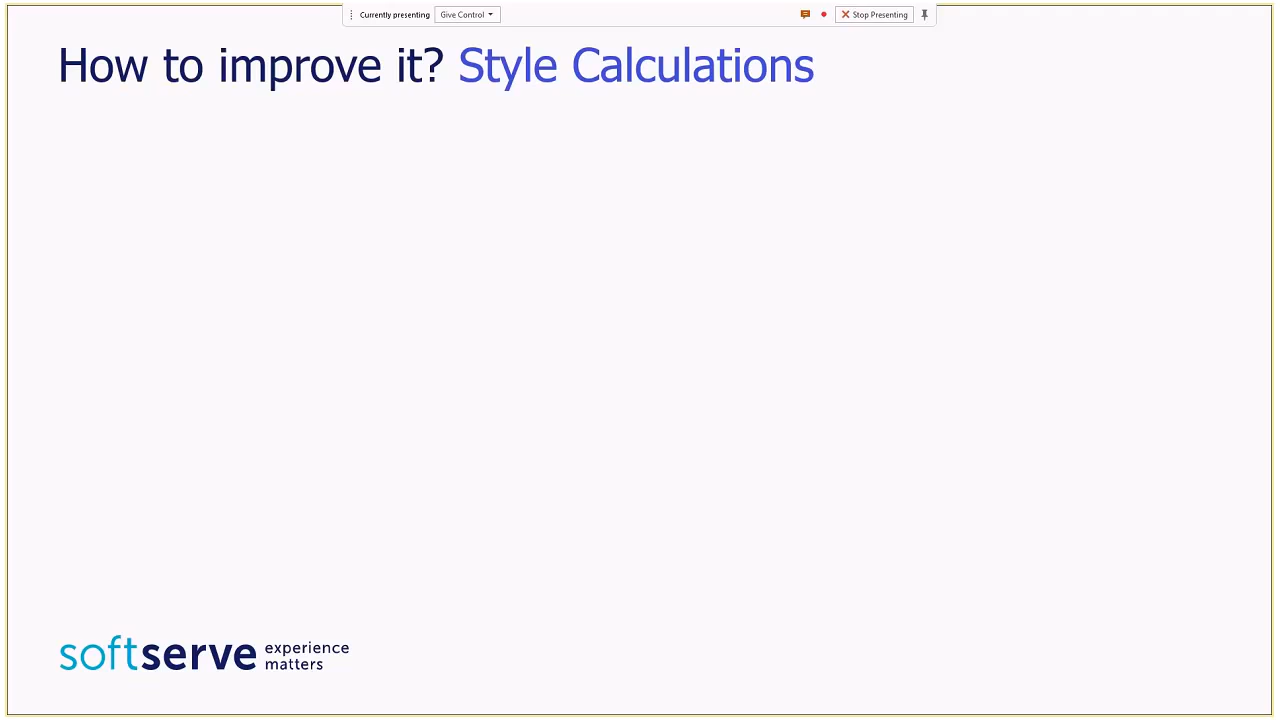 Currently presenting Give Control Stop Presenting
How to improve it? Style Calculations
softserve experience matters